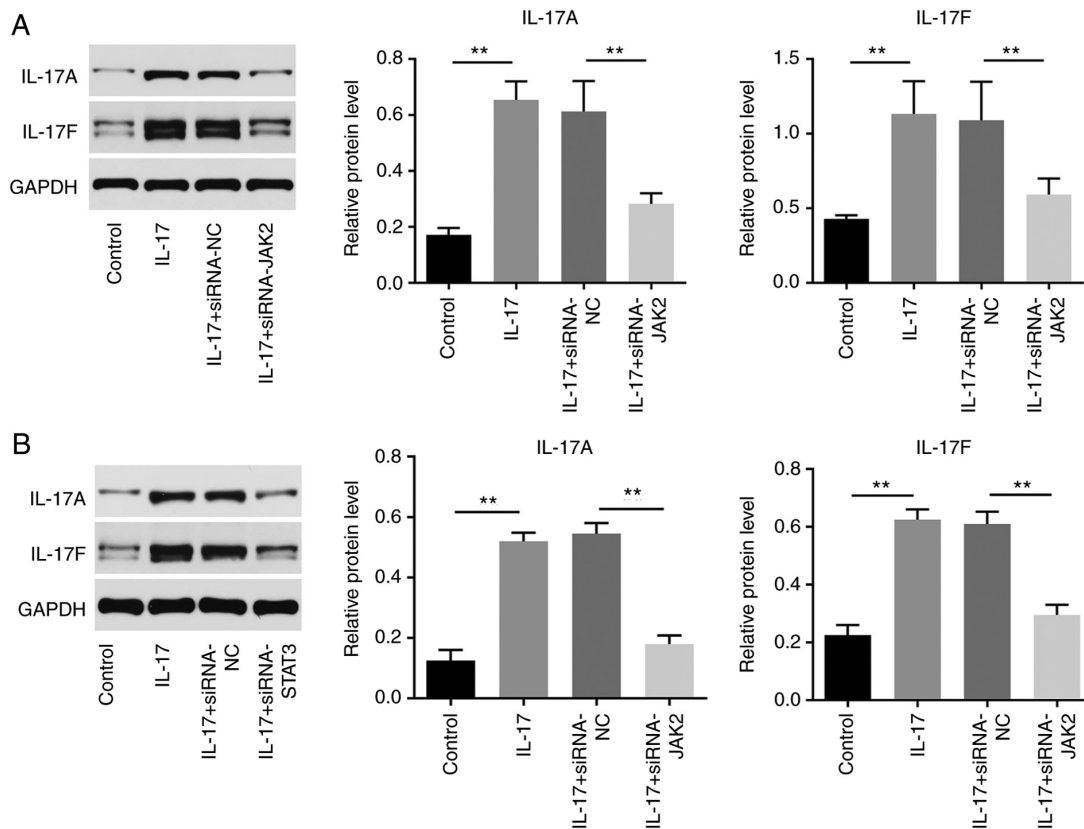 A
IL-17A
IL-17F
GAPDH
Control
IL-17
IL-17+siRNA-NC
IL-17+siRNA-JAK2
IL-17A
Relative protein level
0.8
0.6
0.4
0.2
0.0
**
**
Control
IL-17
IL-17+siRNA-
NC
IL-17+siRNA-
JAK2
IL-17F
Relative protein level
1.5
1.0
0.5
0.0
**
**
Control
IL-17
IL-17+siRNA-
NC
IL-17+siRNA-
JAK2
B
IL-17A
IL-17F
GAPDH
Control
IL-17
IL-17+siRNA-
NC
IL-17+siRNA-
STAT3
IL-17A
Relative protein level
0.8
0.6
0.4
0.2
0.0
**
**
Control
IL-17
IL-17+siRNA-
NC
IL-17+siRNA-
JAK2
IL-17F
Relative protein level
0.8
0.6
0.4
0.2
0.0
**
**
Control
IL-17
IL-17+siRNA-
NC
IL-17+siRNA-
JAK2